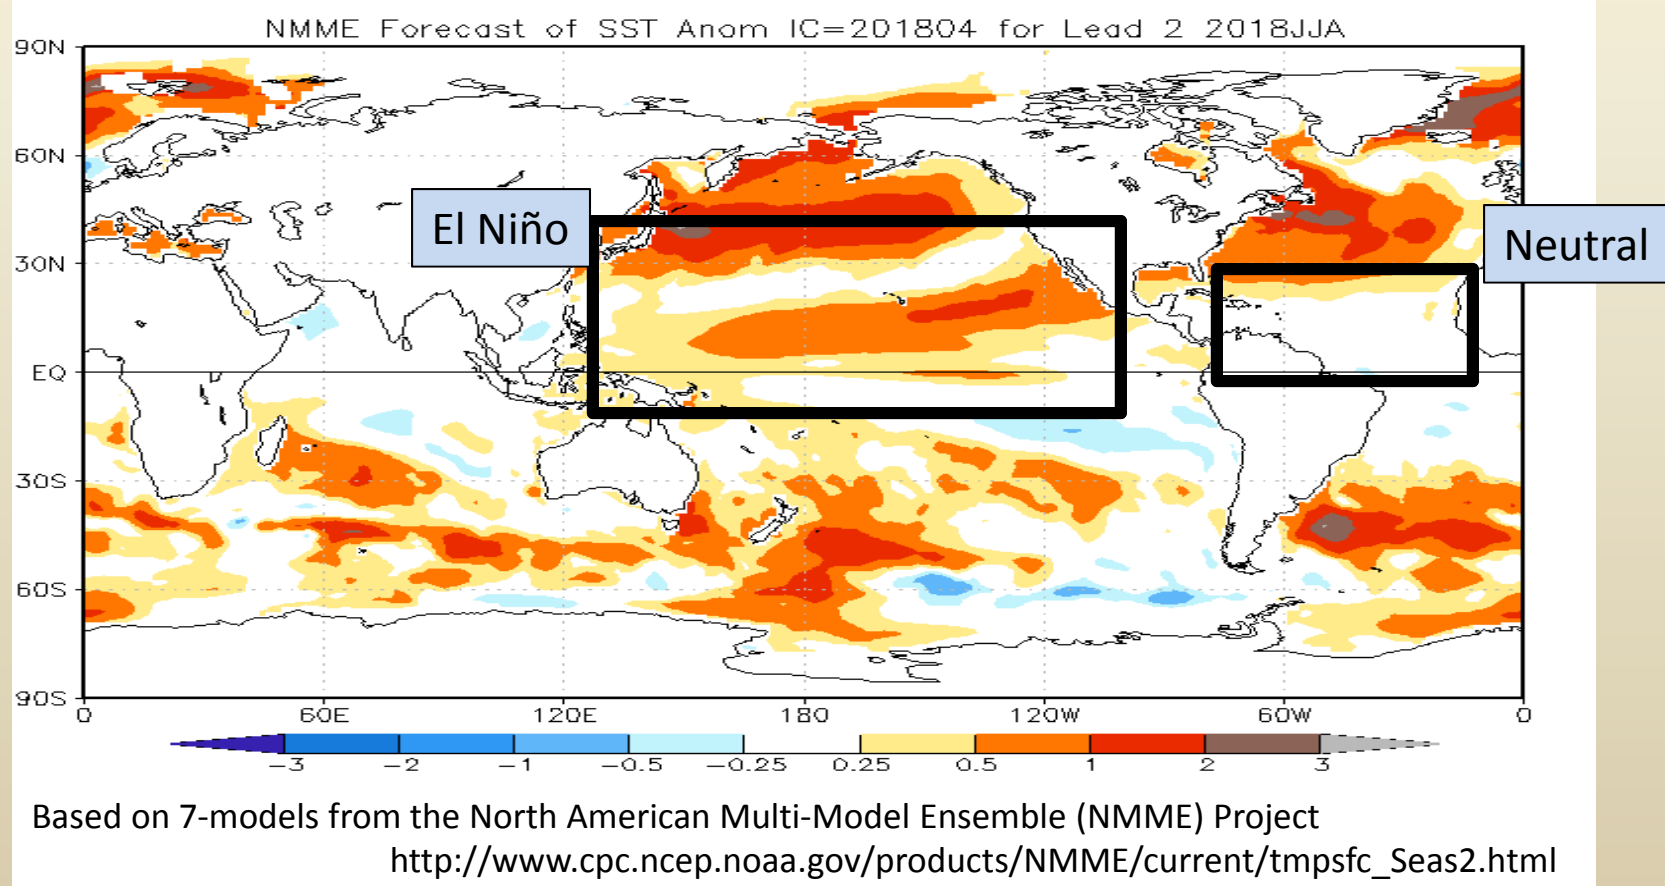 NMME Forecast of SST Anom IC=201804 for Lead 2 2018JJA
90N
60N
30N
EQ
30S
60S
90S
El Niño
Neutral
0 60E 120E 180 120W 60W 0
-3 -2 -1 -0.5 -0.25 0.25 0.5 1 2 3
Based on 7-models from the North American Multi-Model Ensemble (NMME) Project
http://www.cpc.ncep.noaa.gov/products/NMME/current/tmpsfc_Seas2.html